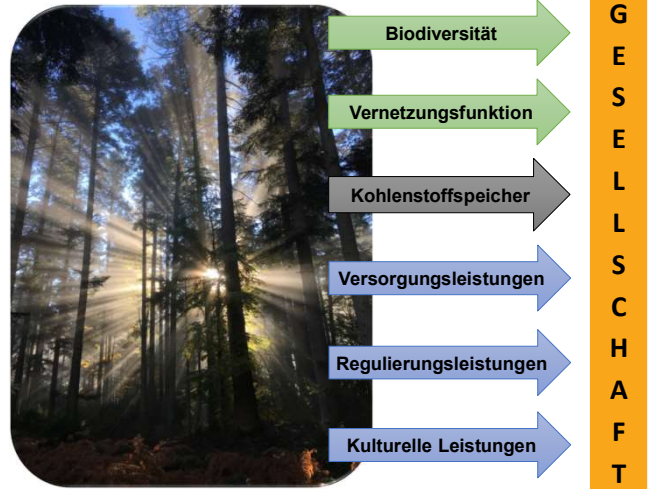 Biodiversität
Vernetzungsfunktion
Kohlenstoffspeicher
Versorgungsleistungen
Regulierungsleistungen
Kulturelle Leistungen
G
E
S
E
L
L
S
C
H
A
F
T